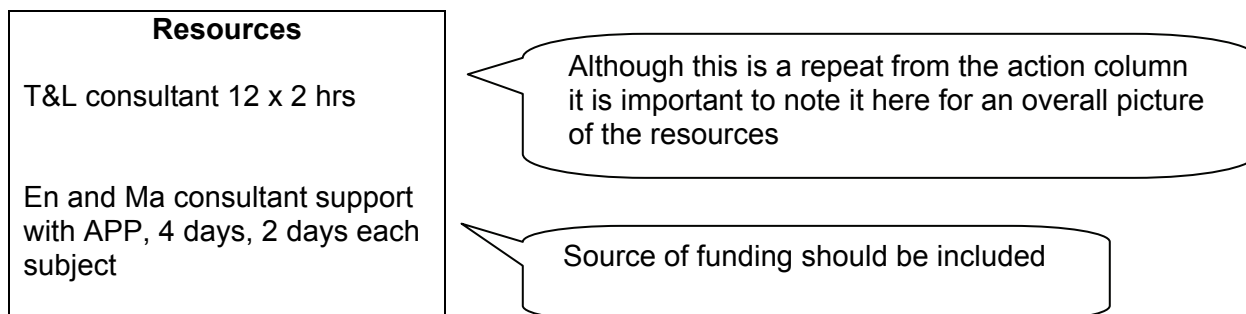 Resources
T&L consultant 12 x 2 hrs
En and Ma consultant support
with APP, 4 days, 2 days each
subject
Although this is a repeat from the action column
it is important to note it here for an overall picture
of the resources
Source of funding should be included